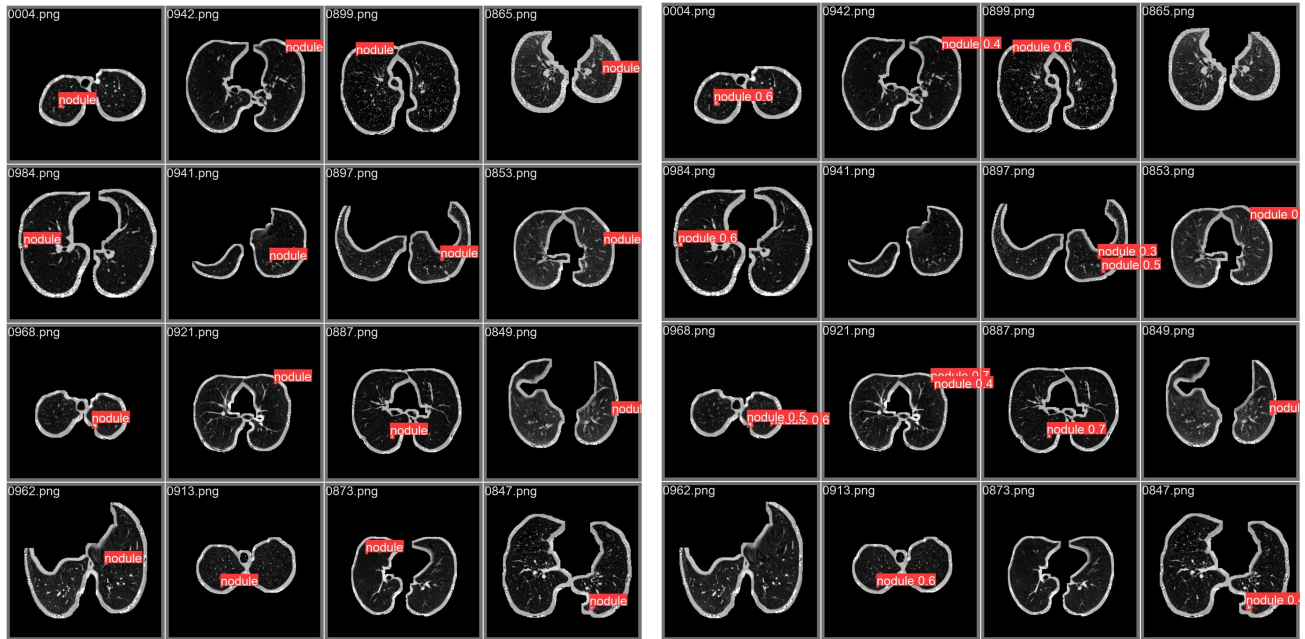 0004.png 0942.png 0899.png 0865.png
nodule nodule nodule nodule
0984.png 0941.png 0897.png 0853.png
nodule nodule nodule nodule
0968.png 0921.png 0887.png 0849.png
nodule nodule nodule nodul
0962.png 0913.png 0873.png 0847.png
nodule nodule nodule nodule
0004.png 0942.png 0899.png 0865.png
nodule 0.4 nodule 0.6
nodule 0.6
0984.png 0941.png 0897.png 0853.png
nodule 0
nodule 0.6 nodule 0.3
nodule 0.5
0968.png 0921.png 0887.png 0849.png
nodule 0.4
nodul
nodule 0.5 nodule 0.7
0962.png 0913.png 0873.png 0847.png
nodule 0.6
nodule 0.4